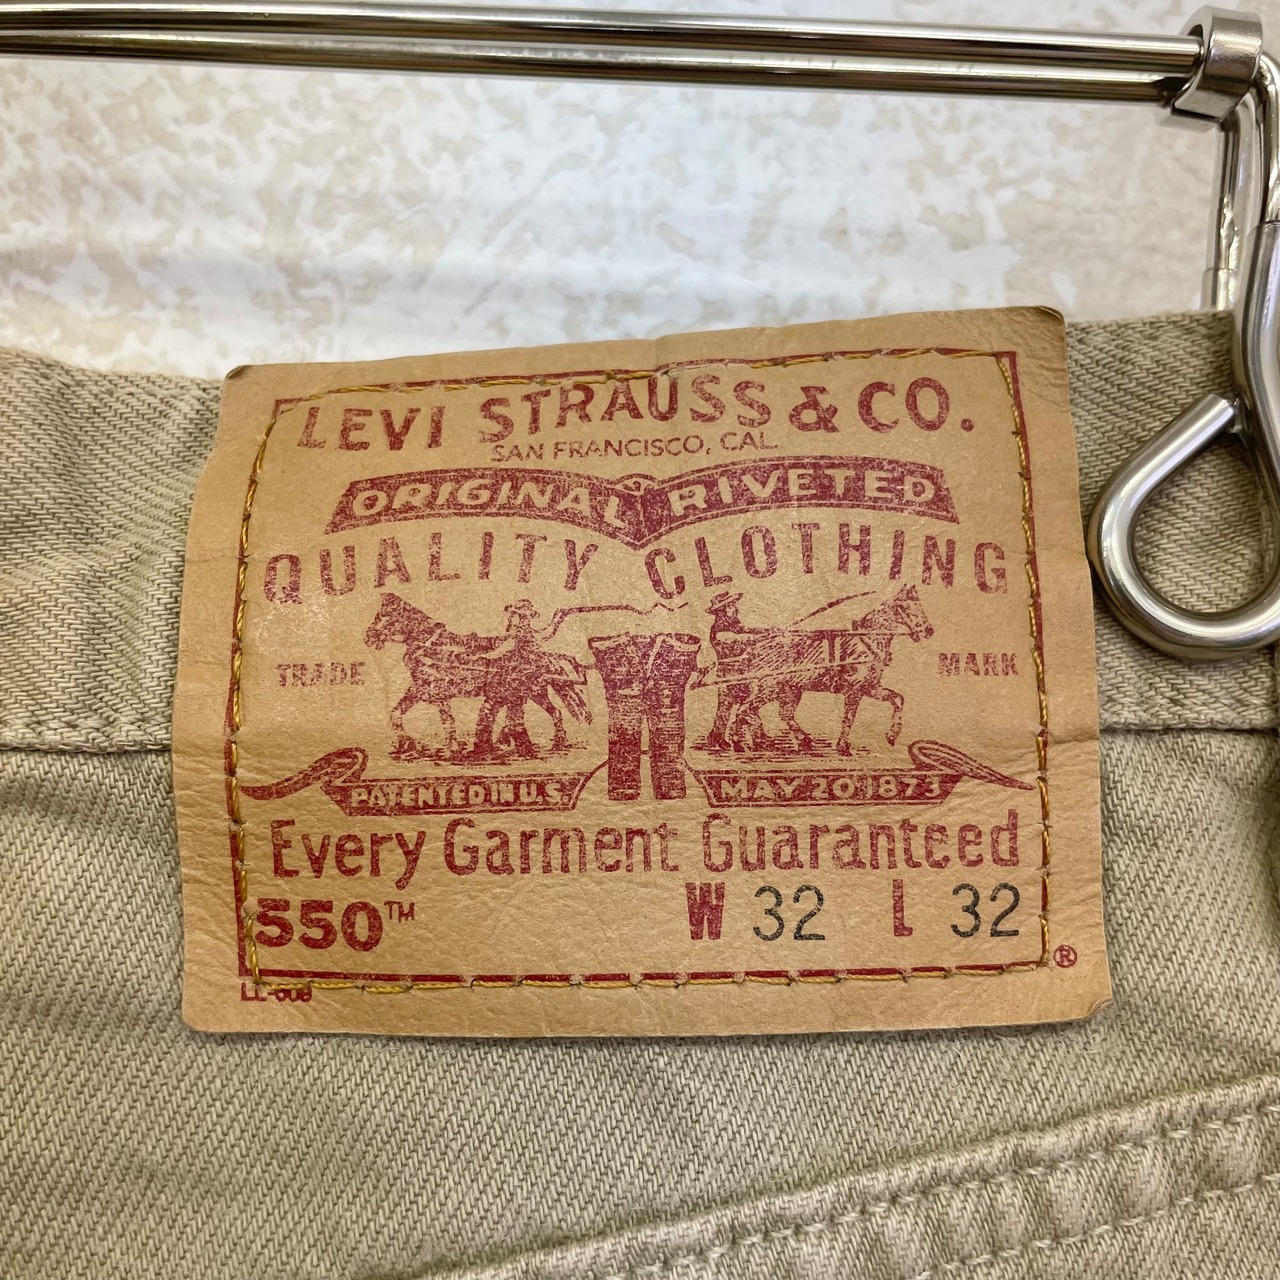 LEVI STRAUSS & CO.
SAN FRANCISCO, CAL.
ORIGINAL RIVETED
QUALITY CLOTHING
TRADE MARK
PATENTED IN U.S. MAY 20 1873
Every Garment Guaranteed
550™ W 32 L 32
®